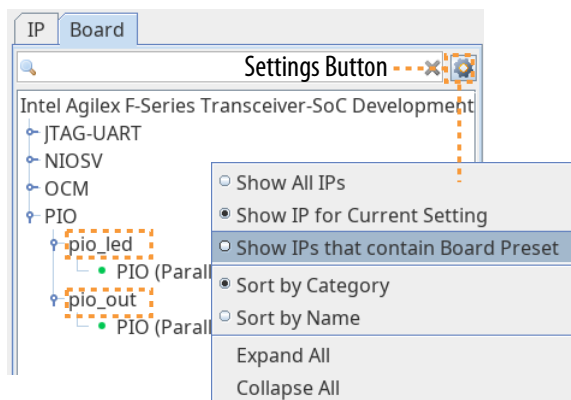 IP Board
Settings Button
Intel Agilex F-Series Transceiver-SoC Development
JTAG-UART
NIOSV
OCM
PIO
pio_led
PIO (Parall
pio_out
PIO (Parall
Show All IPs
Show IP for Current Setting
Show IPs that contain Board Preset
Sort by Category
Sort by Name
Expand All
Collapse All